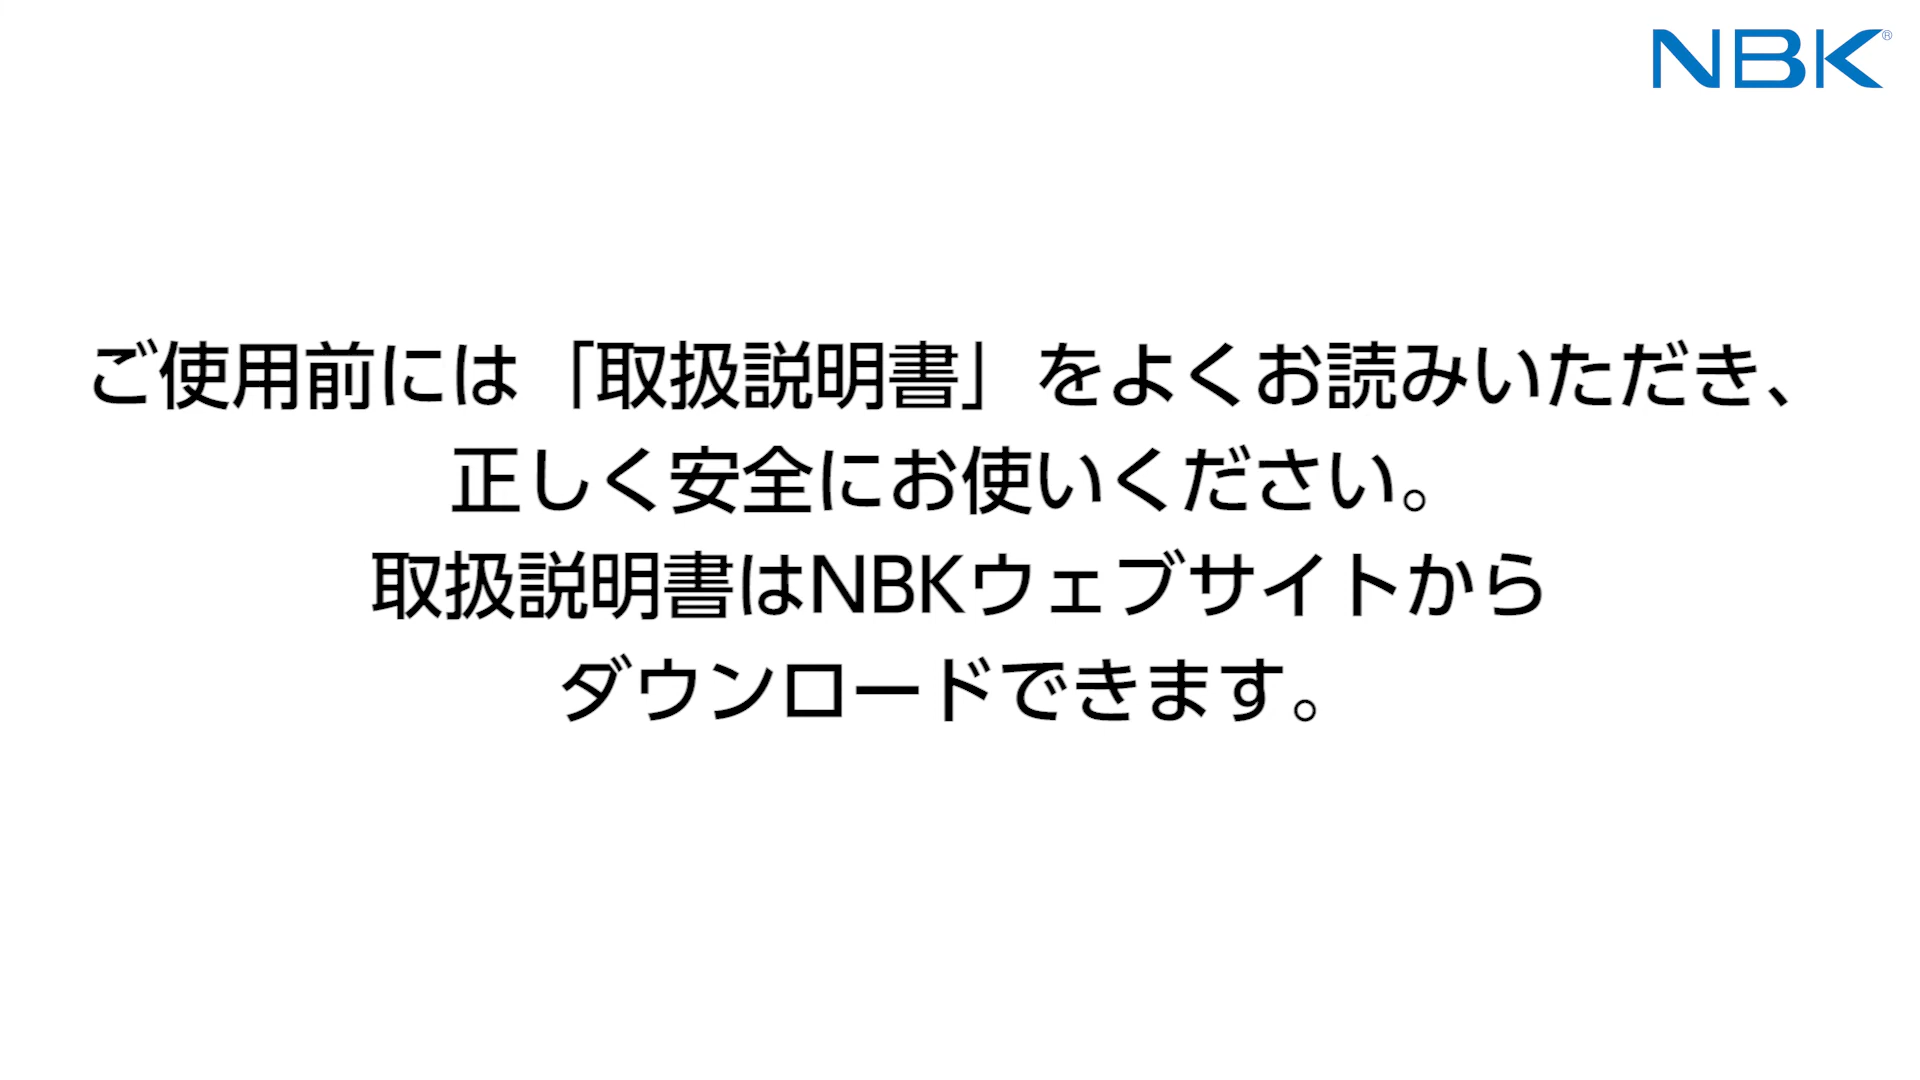 NBK®
ご使用前には「取扱説明書」をよくお読みいただき、
正しく安全にお使いください。
取扱説明書はNBKウェブサイトから
ダウンロードできます。